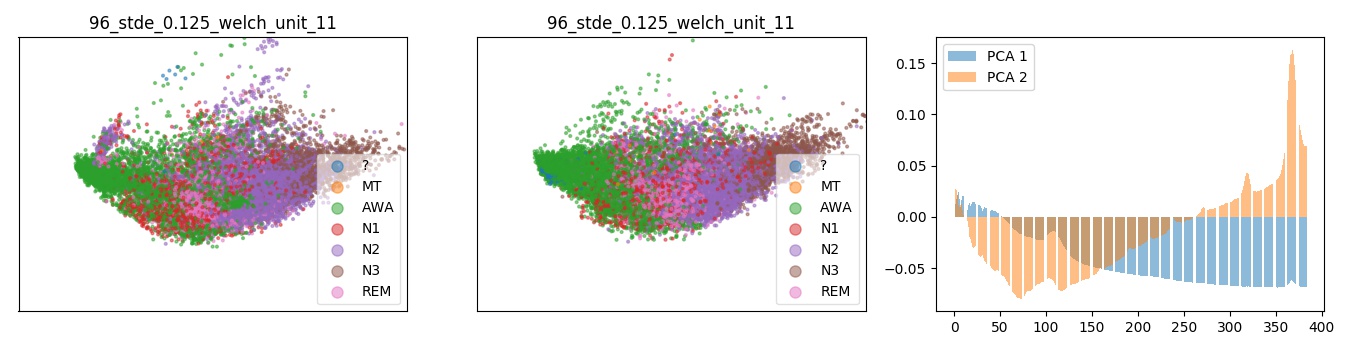 96_stde_0.125_welch_unit_11
?
MT
AWA
N1
N2
N3
REM
96_stde_0.125_welch_unit_11
?
MT
AWA
N1
N2
N3
REM
PCA 1
PCA 2
0.15
0.10
0.05
0.00
−0.05
0 50 100 150 200 250 300 350 400